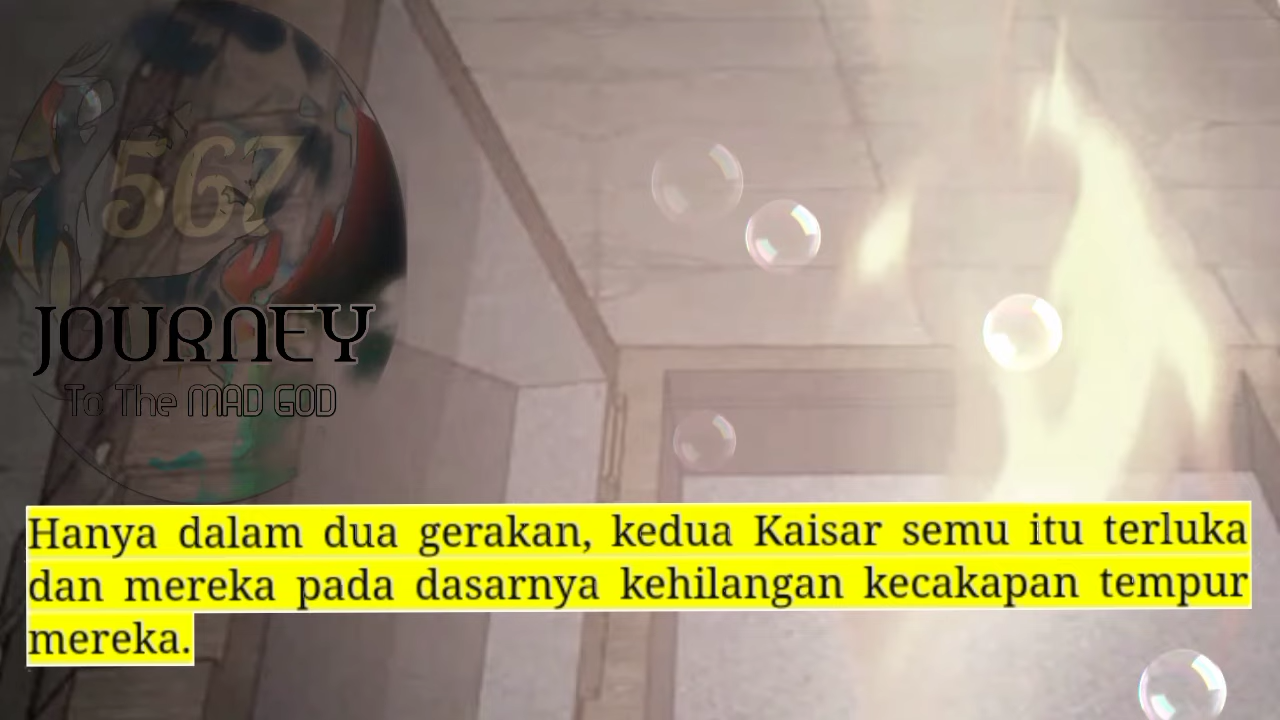 567
JOURNEY
To The MAD GOD
Hanya dalam dua gerakan, kedua Kaisar semu itu terluka
dan mereka pada dasarnya kehilangan kecakapan tempur
mereka.